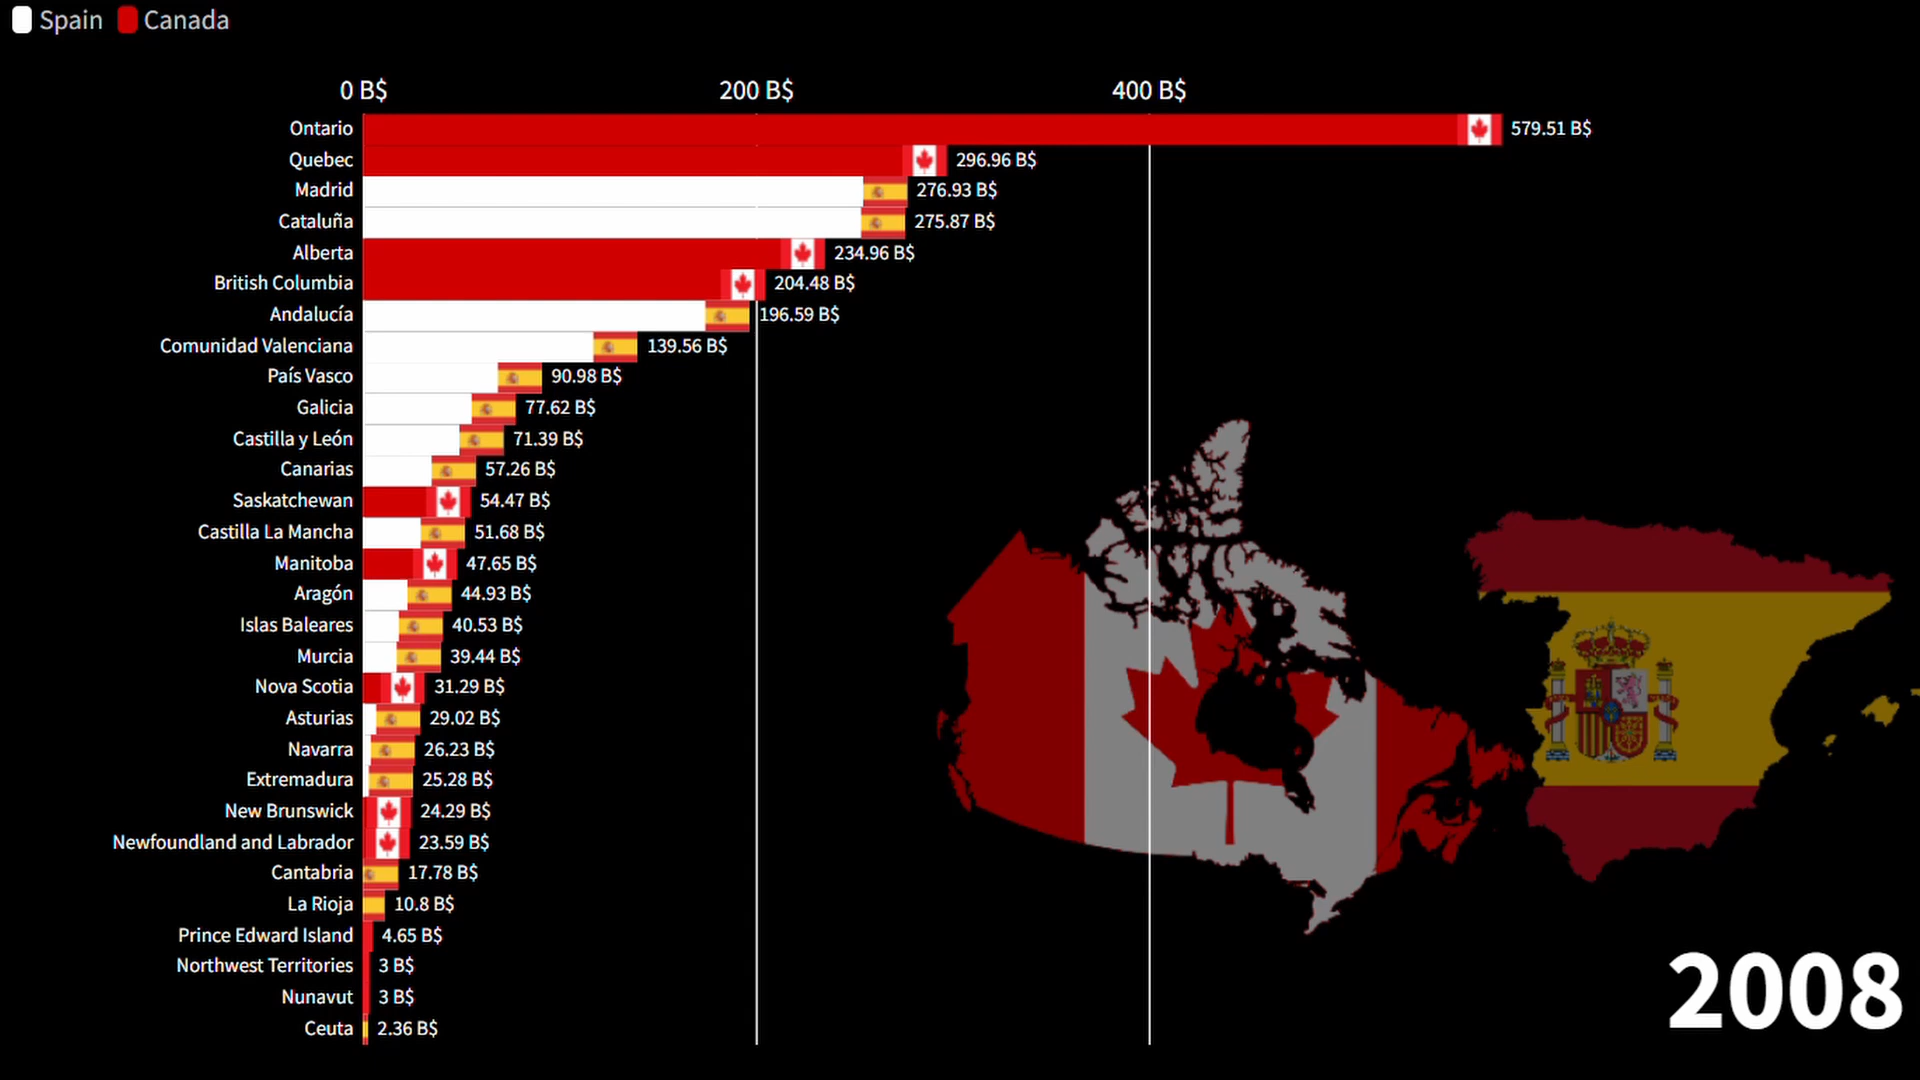 Spain Canada
0 B$ 200 B$ 400 B$
Ontario 579.51 B$
Quebec 296.96 B$
Madrid 276.93 B$
Cataluña 275.87 B$
Alberta 234.96 B$
British Columbia 204.48 B$
Andalucía 196.59 B$
Comunidad Valenciana 139.56 B$
País Vasco 90.98 B$
Galicia 77.62 B$
Castilla y León 71.39 B$
Canarias 57.26 B$
Saskatchewan 54.47 B$
Castilla La Mancha 51.68 B$
Manitoba 47.65 B$
Aragón 44.93 B$
Islas Baleares 40.53 B$
Murcia 39.44 B$
Nova Scotia 31.29 B$
Asturias 29.02 B$
Navarra 26.23 B$
Extremadura 25.28 B$
New Brunswick 24.29 B$
Newfoundland and Labrador 23.59 B$
Cantabria 17.78 B$
La Rioja 10.8 B$
Prince Edward Island 4.65 B$
Northwest Territories 3 B$
Nunavut 3 B$
Ceuta 2.36 B$
2008